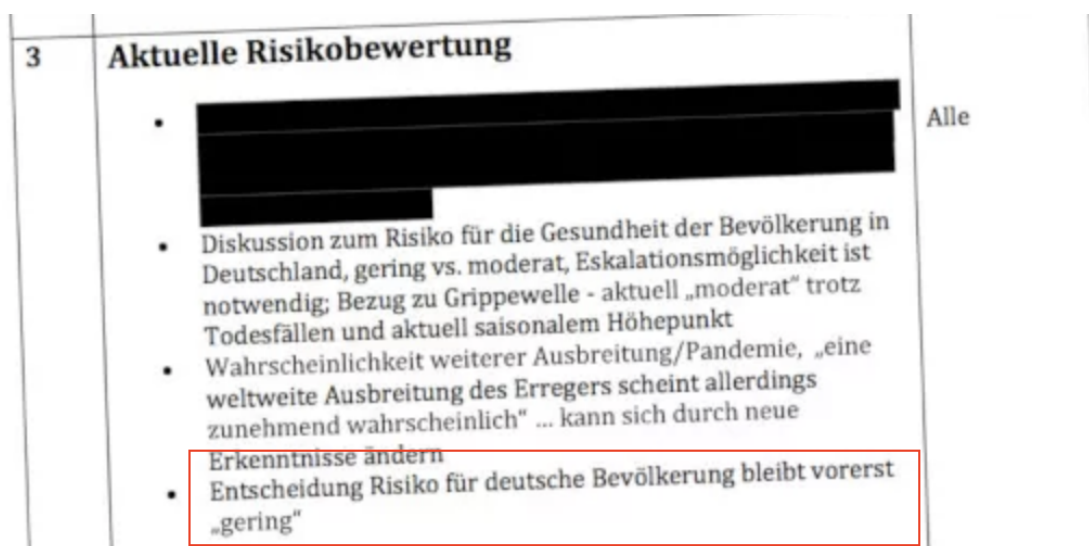 3 Aktuelle Risikobewertung
Alle
• Diskussion zum Risiko für die Gesundheit der Bevölkerung in
Deutschland, gering vs. moderat, Eskalationsmöglichkeit ist
notwendig; Bezug zu Grippewelle - aktuell „moderat“ trotz
Todesfällen und aktuell saisonalem Höhepunkt
• Wahrscheinlichkeit weiterer Ausbreitung/Pandemie, „eine
weltweite Ausbreitung des Erregers scheint allerdings
zunehmend wahrscheinlich“ ... kann sich durch neue
Erkenntnisse ändern
• Entscheidung Risiko für deutsche Bevölkerung bleibt vorerst
„gering“